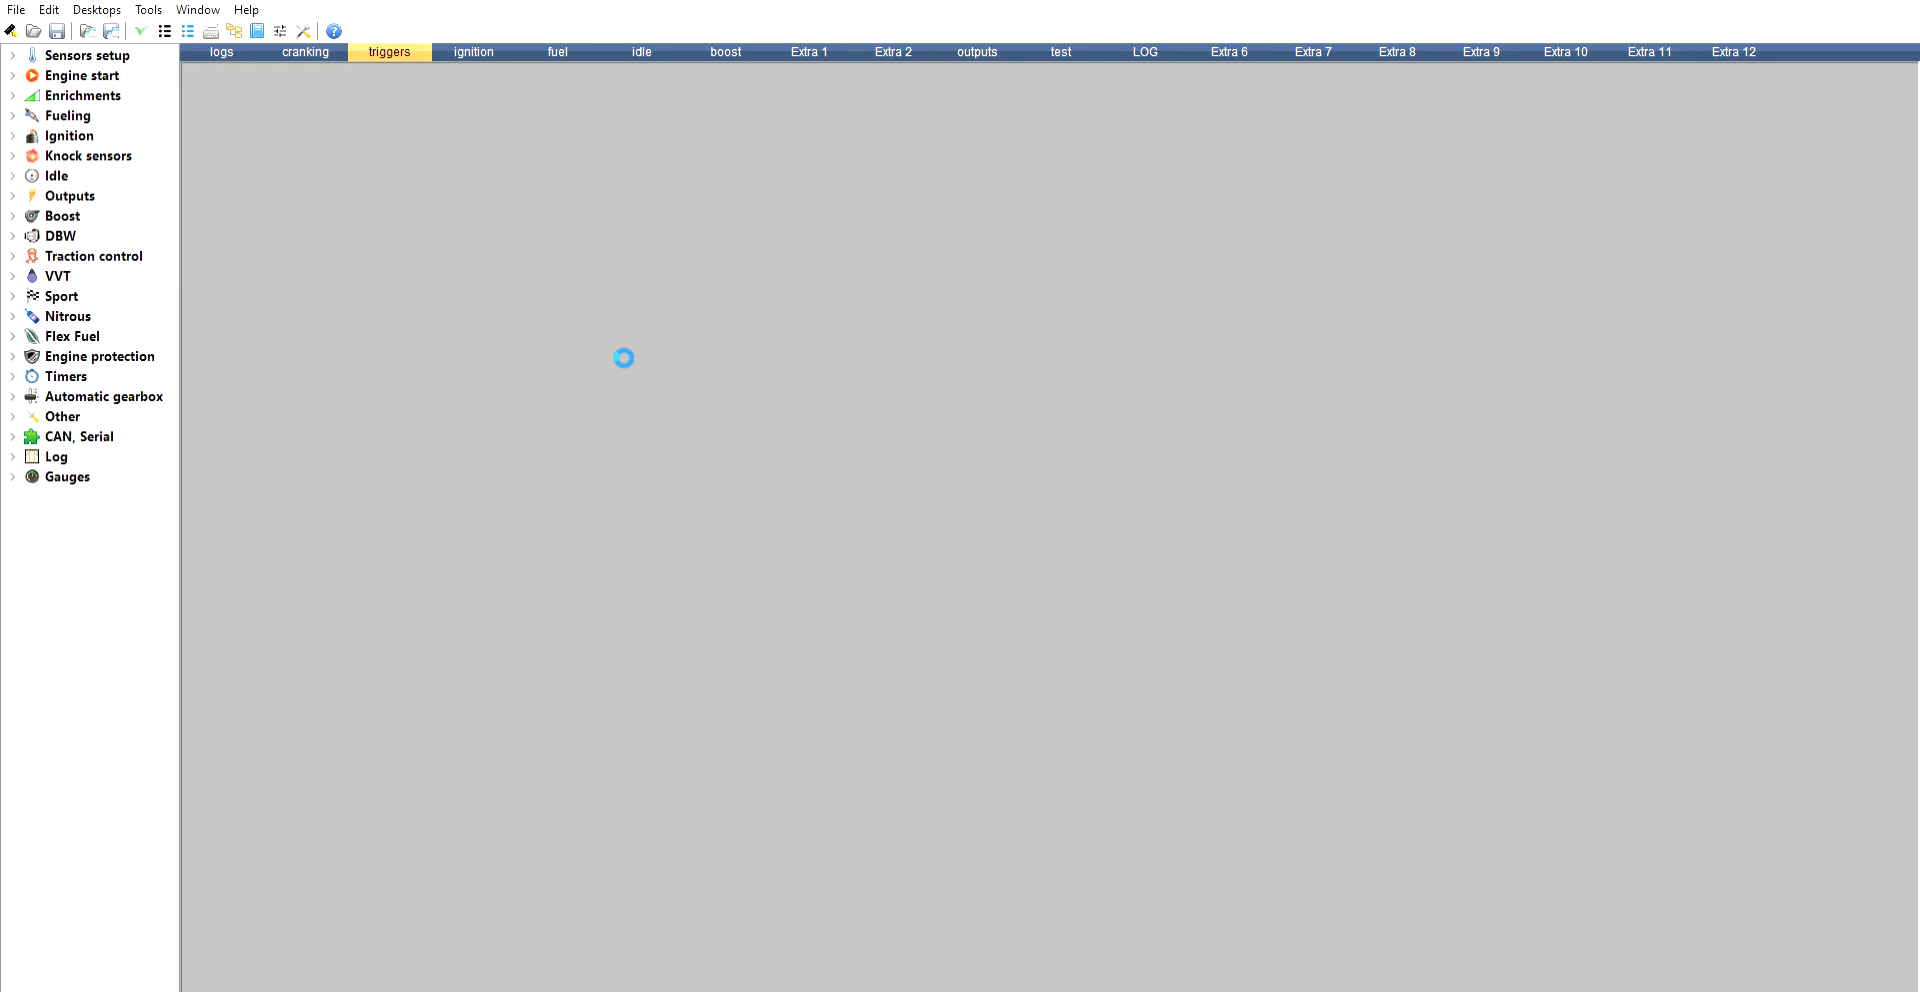 File Edit Desktops Tools Window Help
logs cranking triggers ignition fuel idle boost Extra 1 Extra 2 outputs test LOG Extra 6 Extra 7 Extra 8 Extra 9 Extra 10 Extra 11 Extra 12
Sensors setup
Engine start
Enrichments
Fueling
Ignition
Knock sensors
Idle
Outputs
Boost
DBW
Traction control
VVT
Sport
Nitrous
Flex Fuel
Engine protection
Timers
Automatic gearbox
Other
CAN, Serial
Log
Gauges